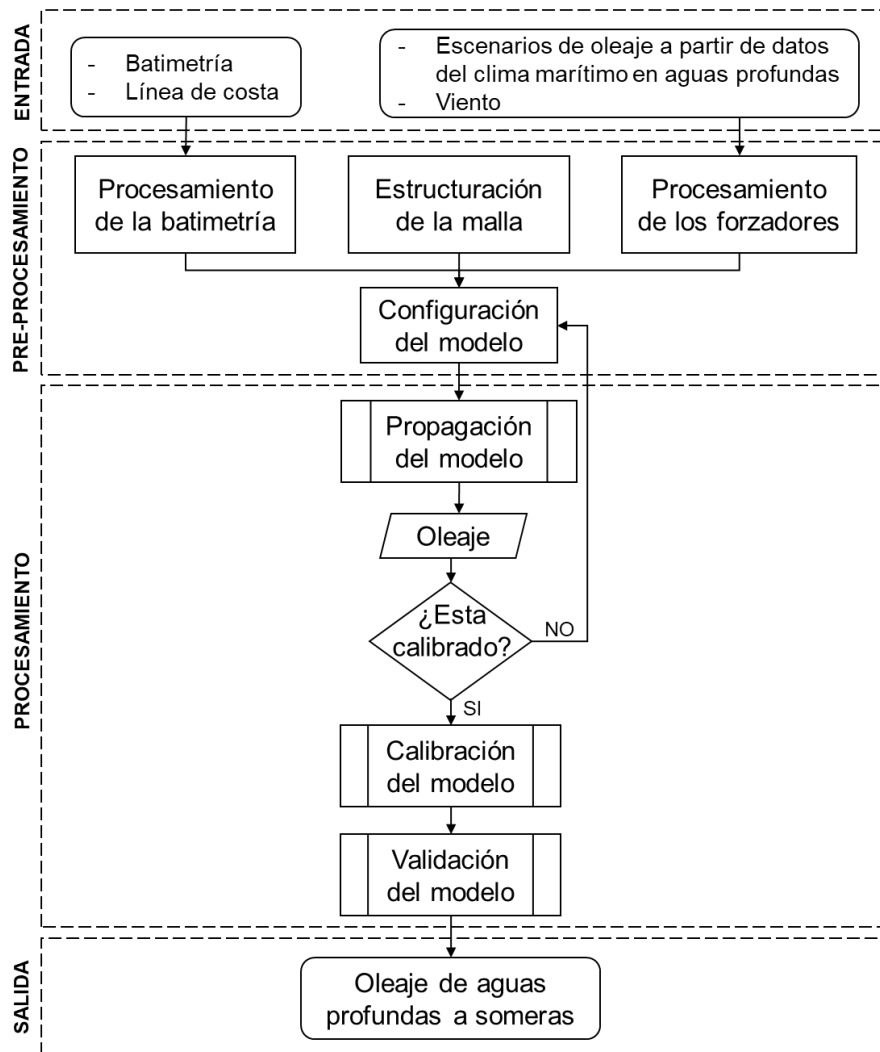 ENTRADA
- Batimetría
- Línea de costa
- Escenarios de oleaje a partir de datos
del clima marítimo en aguas profundas
- Viento
PRE-PROCESAMIENTO
Procesamiento
de la batimetría
Estructuración
de la malla
Procesamiento
de los forzadores
Configuración
del modelo
PROCESAMIENTO
Propagación
del modelo
Oleaje
¿Esta
calibrado?
NO
SI
Calibración
del modelo
Validación
del modelo
SALIDA
Oleaje de aguas
profundas a someras